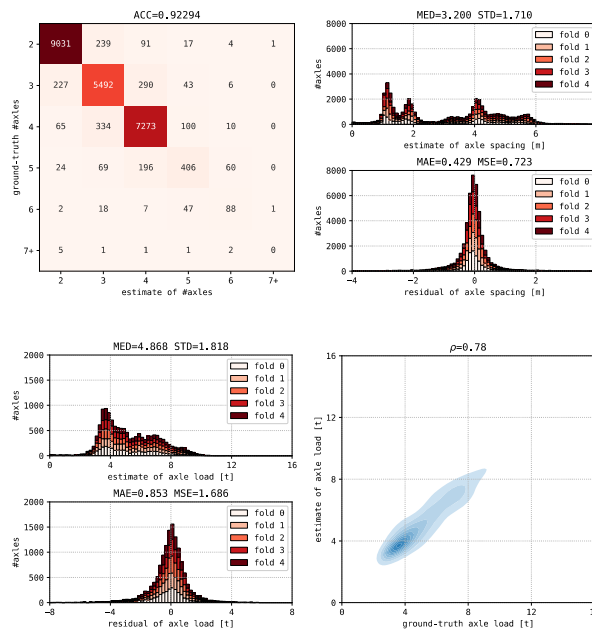 ACC=0.92294
2 9031 239 91 17 4 1
3 227 5492 290 43 6 0
4 65 334 7273 100 10 0
5 24 69 196 406 60 0
6 2 18 7 47 88 1
7+ 5 1 1 1 2 0
2 3 4 5 6 7+
ground-truth #axles
estimate of #axles
MED=3.200 STD=1.710
8000
6000
4000
2000
0
#axles
fold 0
fold 1
fold 2
fold 3
fold 4
0 2 4 6
estimate of axle spacing [m]
MAE=0.429 MSE=0.723
8000
6000
4000
2000
0
#axles
fold 0
fold 1
fold 2
fold 3
fold 4
−4 −2 0 2
residual of axle spacing [m]
MED=4.868 STD=1.818
2000
1500
1000
500
0
#axles
fold 0
fold 1
fold 2
fold 3
fold 4
0 4 8 12 16
estimate of axle load [t]
MAE=0.853 MSE=1.686
2000
1500
1000
500
0
#axles
fold 0
fold 1
fold 2
fold 3
fold 4
−8 −4 0 4 8
residual of axle load [t]
ρ=0.78
16
12
8
4
0
estimate of axle load [t]
0 4 8 12
ground-truth axle load [t]